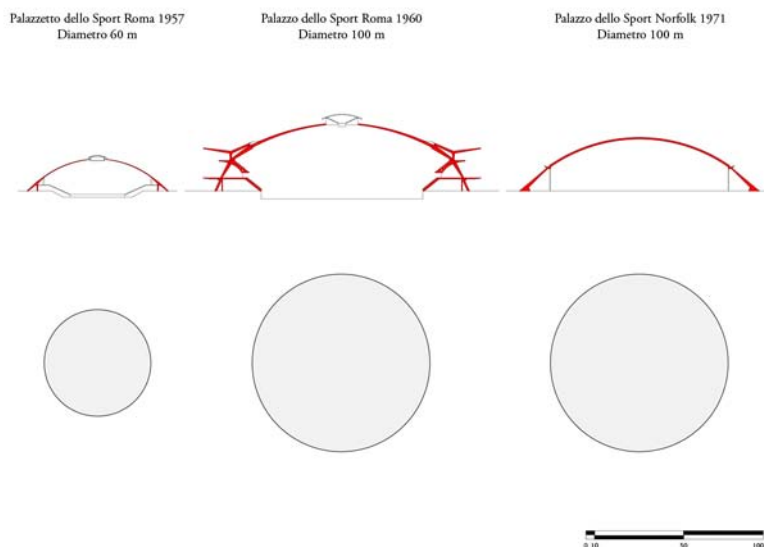 Palazzetto dello Sport Roma 1957
Diametro 60 m
Palazzo dello Sport Roma 1960
Diametro 100 m
Palazzo dello Sport Norfolk 1971
Diametro 100 m
0 10 50 100